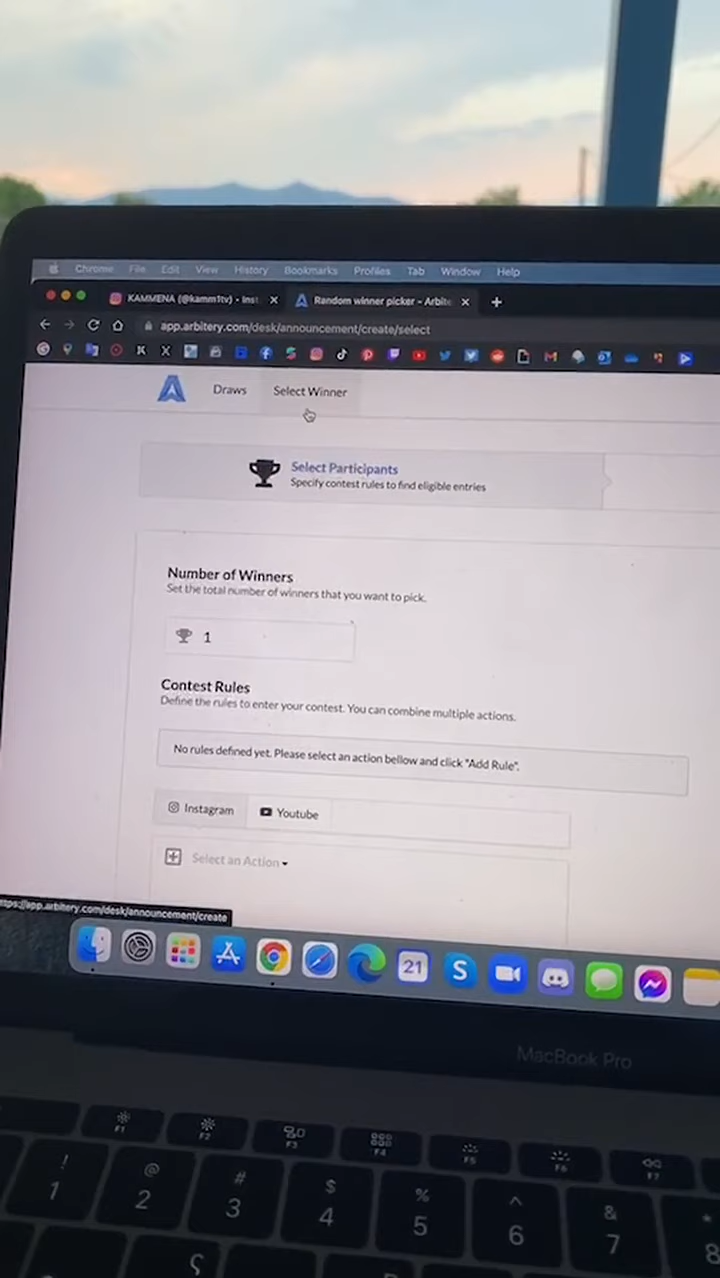 Chrome File Edit View History Bookmarks Profiles Tab Window Help
KAMMENA (@kamm1tv) • Inst
Random winner picker - Arbite
app.arbitery.com/desk/announcement/create/select
Draws
Select Winner
Select Participants
Specify contest rules to find eligible entries
Number of Winners
Set the total number of winners that you want to pick.
1
Contest Rules
Define the rules to enter your contest. You can combine multiple actions.
No rules defined yet. Please select an action bellow and click "Add Rule".
Instagram
Youtube
Select an Action
ttps://app.arbitery.com/desk/announcement/create
21
MacBook Pro
F1 F2 F3 F4 F5 F6 F7
! @ # $ % ^ & *
1 2 3 4 5 6 7 8